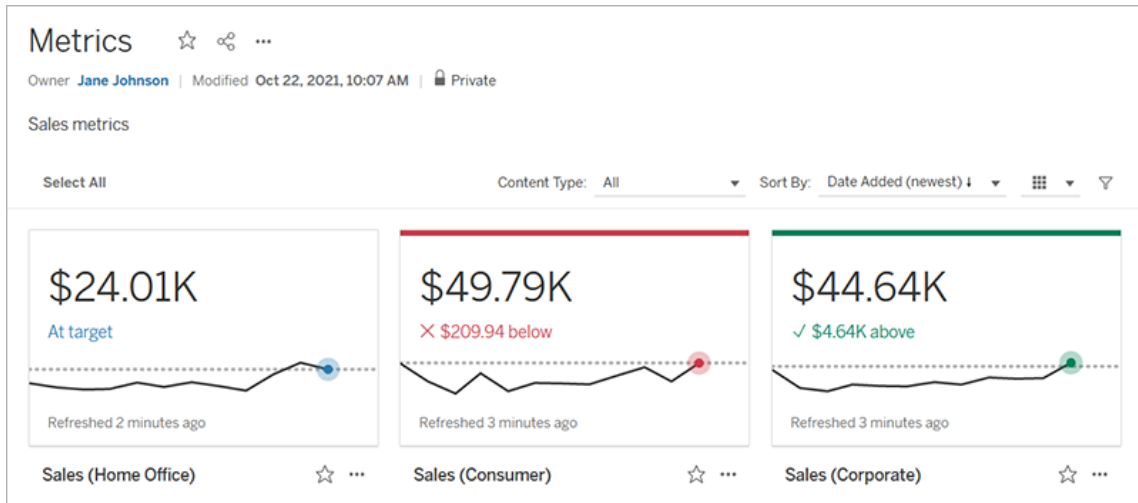 Metrics
Owner Jane Johnson | Modified Oct 22, 2021, 10:07 AM | Private
Sales metrics
Select All Content Type: All Sort By: Date Added (newest) ↓
$24.01K
At target
Refreshed 2 minutes ago
Sales (Home Office)
$49.79K
× $209.94 below
Refreshed 3 minutes ago
Sales (Consumer)
$44.64K
✓ $4.64K above
Refreshed 3 minutes ago
Sales (Corporate)